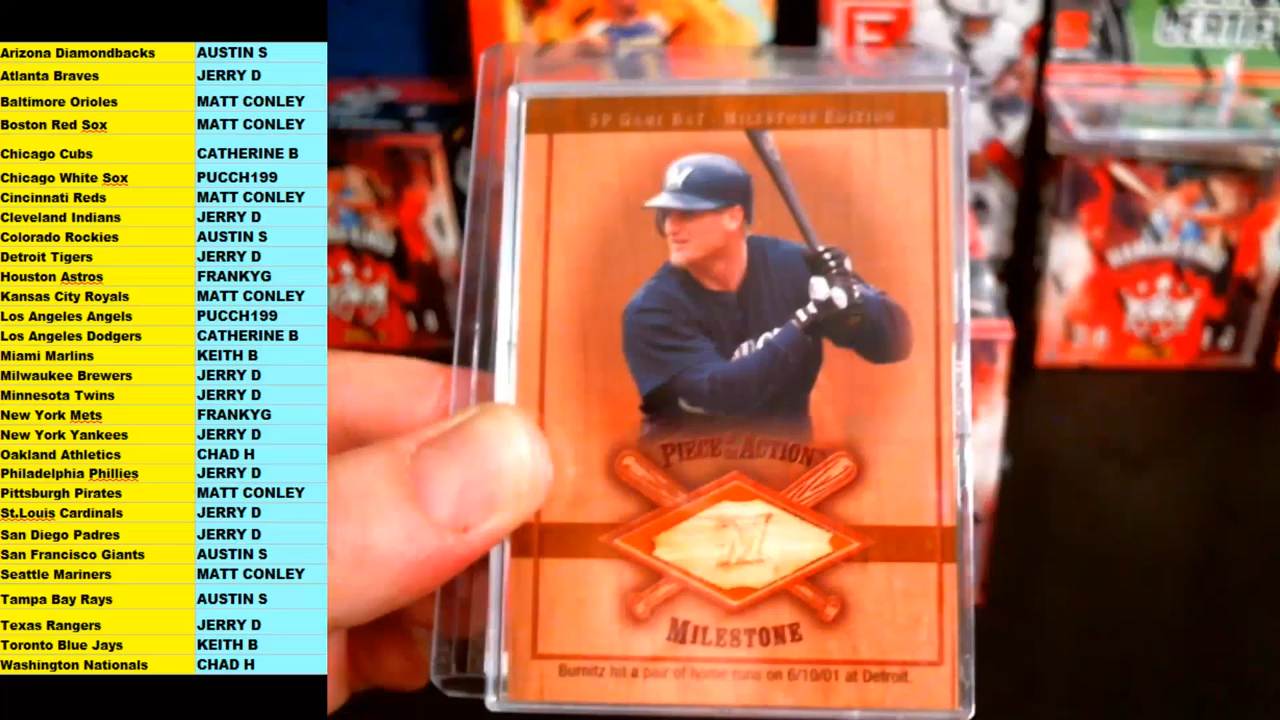 Arizona Diamondbacks AUSTIN S
Atlanta Braves JERRY D
Baltimore Orioles MATT CONLEY
Boston Red Sox MATT CONLEY
Chicago Cubs CATHERINE B
Chicago White Sox PUCCH199
Cincinnati Reds MATT CONLEY
Cleveland Indians JERRY D
Colorado Rockies AUSTIN S
Detroit Tigers JERRY D
Houston Astros FRANKYG
Kansas City Royals MATT CONLEY
Los Angeles Angels PUCCH199
Los Angeles Dodgers CATHERINE B
Miami Marlins KEITH B
Milwaukee Brewers JERRY D
Minnesota Twins JERRY D
New York Mets FRANKYG
New York Yankees JERRY D
Oakland Athletics CHAD H
Philadelphia Phillies JERRY D
Pittsburgh Pirates MATT CONLEY
St.Louis Cardinals JERRY D
San Diego Padres JERRY D
San Francisco Giants AUSTIN S
Seattle Mariners MATT CONLEY
Tampa Bay Rays AUSTIN S
Texas Rangers JERRY D
Toronto Blue Jays KEITH B
Washington Nationals CHAD H
SP GAME BAT - MILESTONE EDITION
M
PIECE OF THE ACTION
M
MILESTONE
Burnitz hit a pair of home runs on 6/10/01 at Detroit.